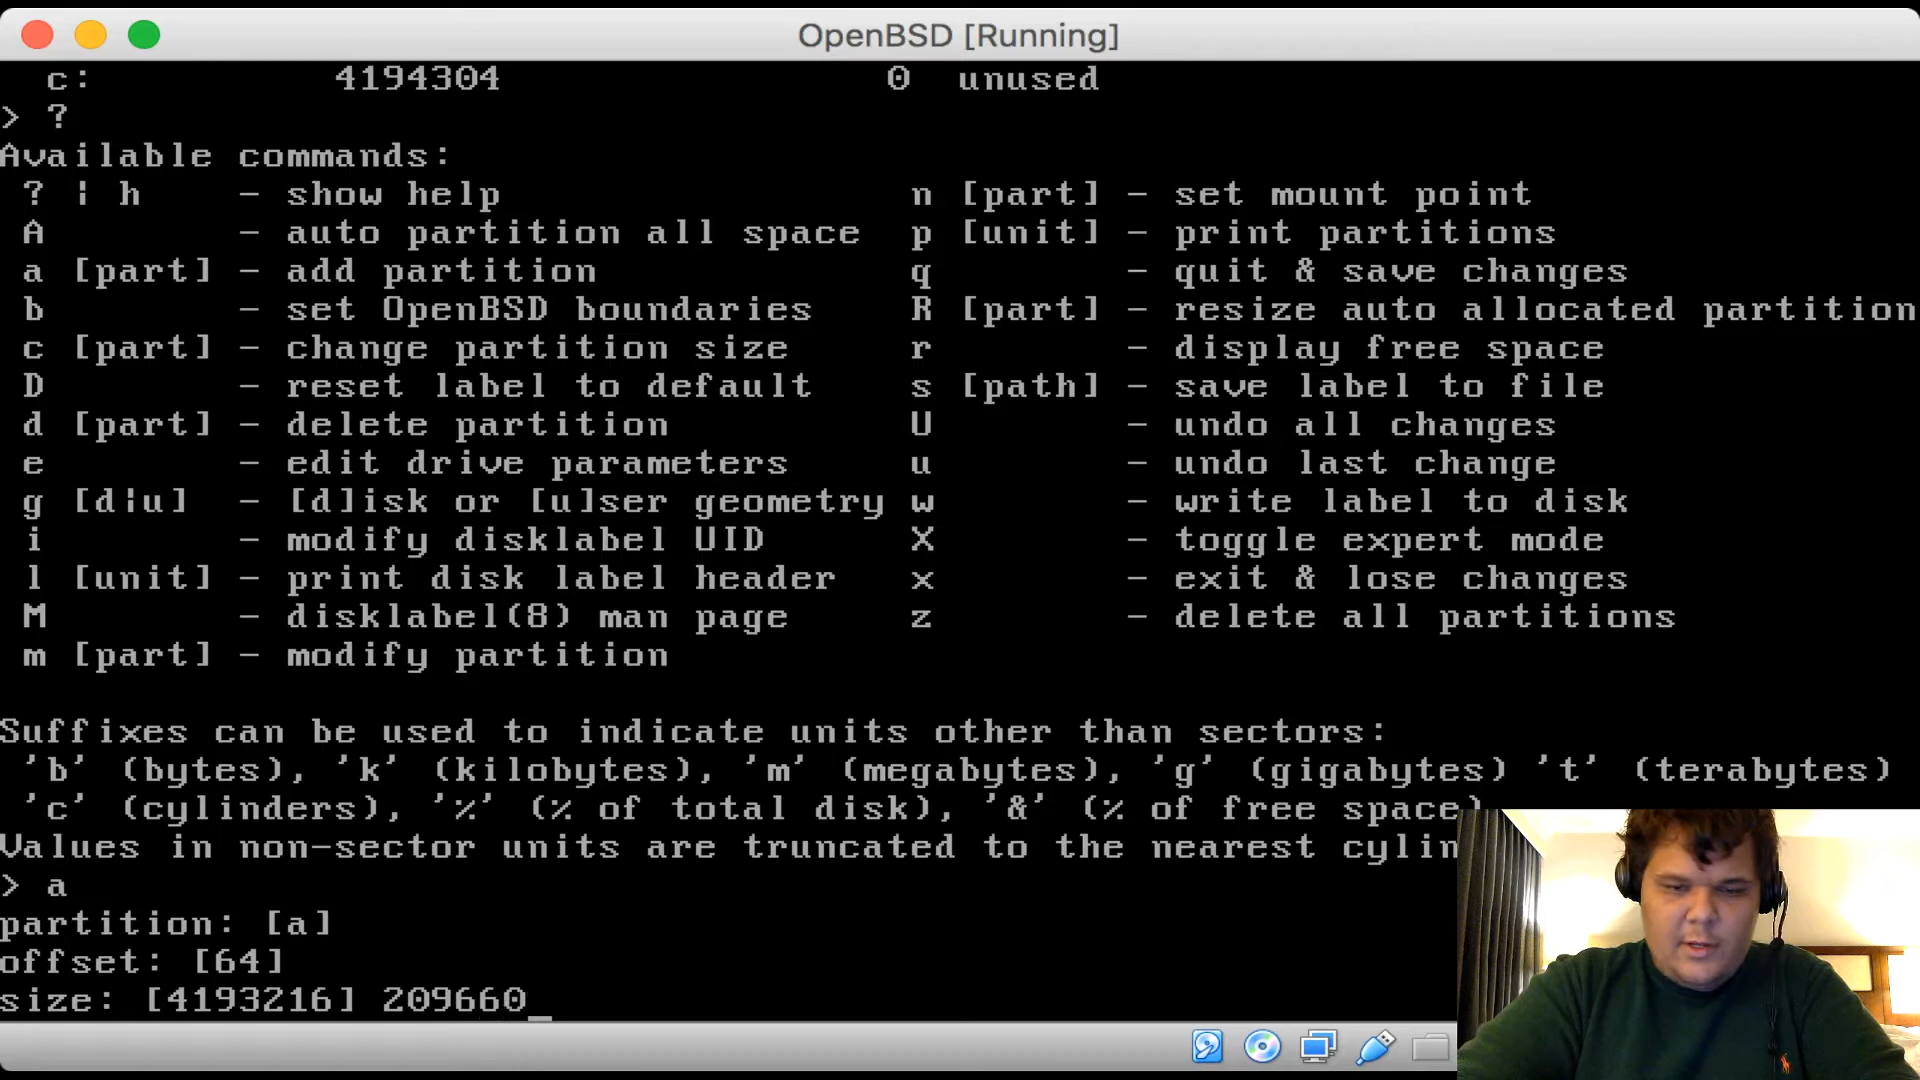 OpenBSD [Running]
c: 4194304 0 unused
> ?
Available commands:
? | h - show help n [part] - set mount point
A - auto partition all space p [unit] - print partitions
a [part] - add partition q - quit & save changes
b - set OpenBSD boundaries R [part] - resize auto allocated partition
c [part] - change partition size r - display free space
D - reset label to default s [path] - save label to file
d [part] - delete partition U - undo all changes
e - edit drive parameters u - undo last change
g [d|u] - [d]isk or [u]ser geometry w - write label to disk
i - modify disklabel UID X - toggle expert mode
l [unit] - print disk label header x - exit & lose changes
M - disklabel(8) man page z - delete all partitions
m [part] - modify partition
Suffixes can be used to indicate units other than sectors:
'b' (bytes), 'k' (kilobytes), 'm' (megabytes), 'g' (gigabytes) 't' (terabytes)
'c' (cylinders), '%' (% of total disk), '&' (% of free space)
Values in non-sector units are truncated to the nearest cylin
> a
partition: [a]
offset: [64]
size: [4193216] 209660_